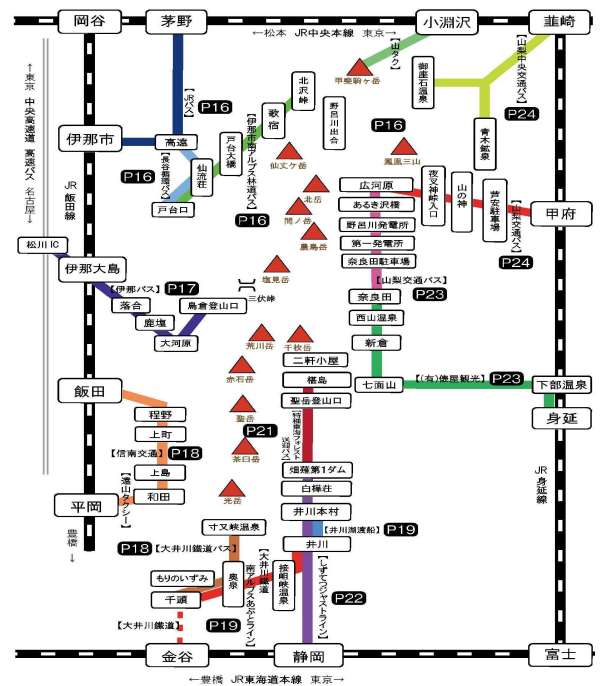 岡谷
茅野
←松本 JR中央本線 東京→
小淵沢
韮崎
【山タク】
甲斐駒ヶ岳
御座石温泉
【山梨中央交通バス】
P24
青木鉱泉
←東京 中央高速道 高速バス 名古屋→
【JRバス】
P16
北沢峠
歌宿
野呂川出合
P16
鳳凰三山
伊那市
高遠
戸台大橋
仙流荘
【長谷循環バス】
P16
戸台口
【伊那市南アルプス林道バス】
P16
仙丈ケ岳
北岳
間ノ岳
農鳥岳
塩見岳
三伏峠
広河原
あるき沢橋
野呂川発電所
第一発電所
奈良田駐車場
夜叉神峠入口
山の神
芦安駐車場
【山梨交通バス】
P24
甲府
【山梨交通バス】
P23
奈良田
西山温泉
新倉
七面山
【(有)俵屋観光】
P23
下部温泉
身延
JR 飯田線
松川IC
伊那大島
【伊那バス】
P17
落合
鹿塩
大河原
鳥倉登山口
荒川岳
千枚岳
赤石岳
聖岳
茶臼岳
光岳
二軒小屋
椹島
聖岳登山口
P21
【特種東海フォレスト 送迎バス】
畑薙第1ダム
白樺荘
井川本村
【井川湖渡船】
P19
井川
飯田
程野
上町
【信南交通】
P18
上島
和田
【遠山タクシー】
平岡
豊橋→
JR 身延線
寸又峡温泉
P18
【大井川鐵道バス】
もりのいずみ
奥泉
千頭
【大井川鐵道 南アルプスあぷとライン】
接岨峡温泉
【しずてつジャストライン】
P22
【大井川鐵道】
P19
金谷
静岡
富士
←豊橋 JR東海道本線 東京→